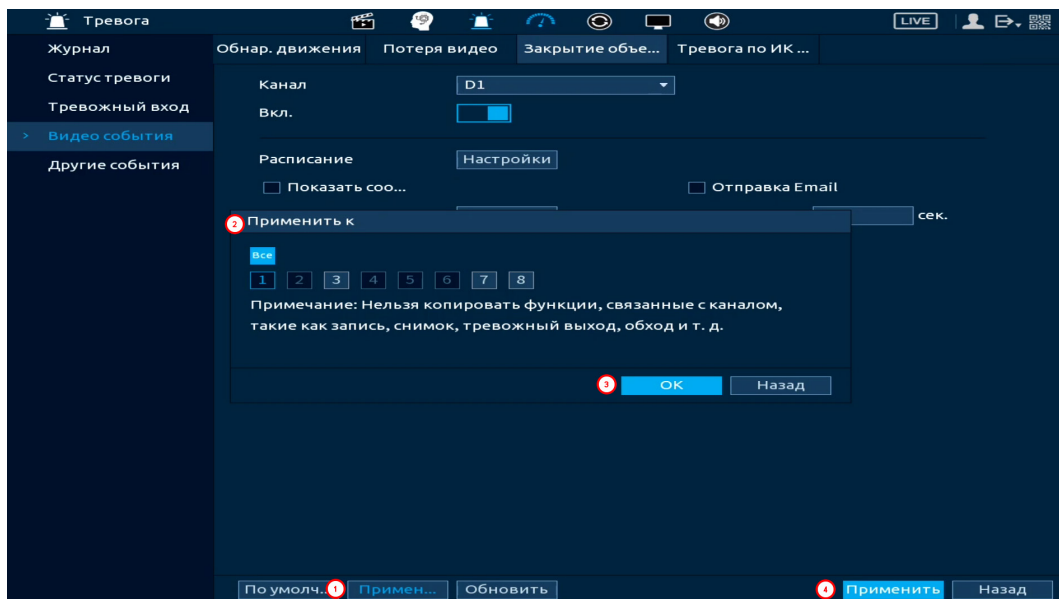 Тревога
LIVE
Журнал
Статус тревоги
Тревожный вход
> Видео события
Другие события
Обнар. движения Потеря видео Закрытие объе... Тревога по ИК ...
Канал D1
Вкл.
Расписание Настройки
Показать соо... Отправка Email
сек.
2 Применить к
Все
1 2 3 4 5 6 7 8
Примечание: Нельзя копировать функции, связанные с каналом,
такие как запись, снимок, тревожный выход, обход и т. д.
3 OK Назад
По умолч.. 1 Примен... Обновить 4 Применить Назад